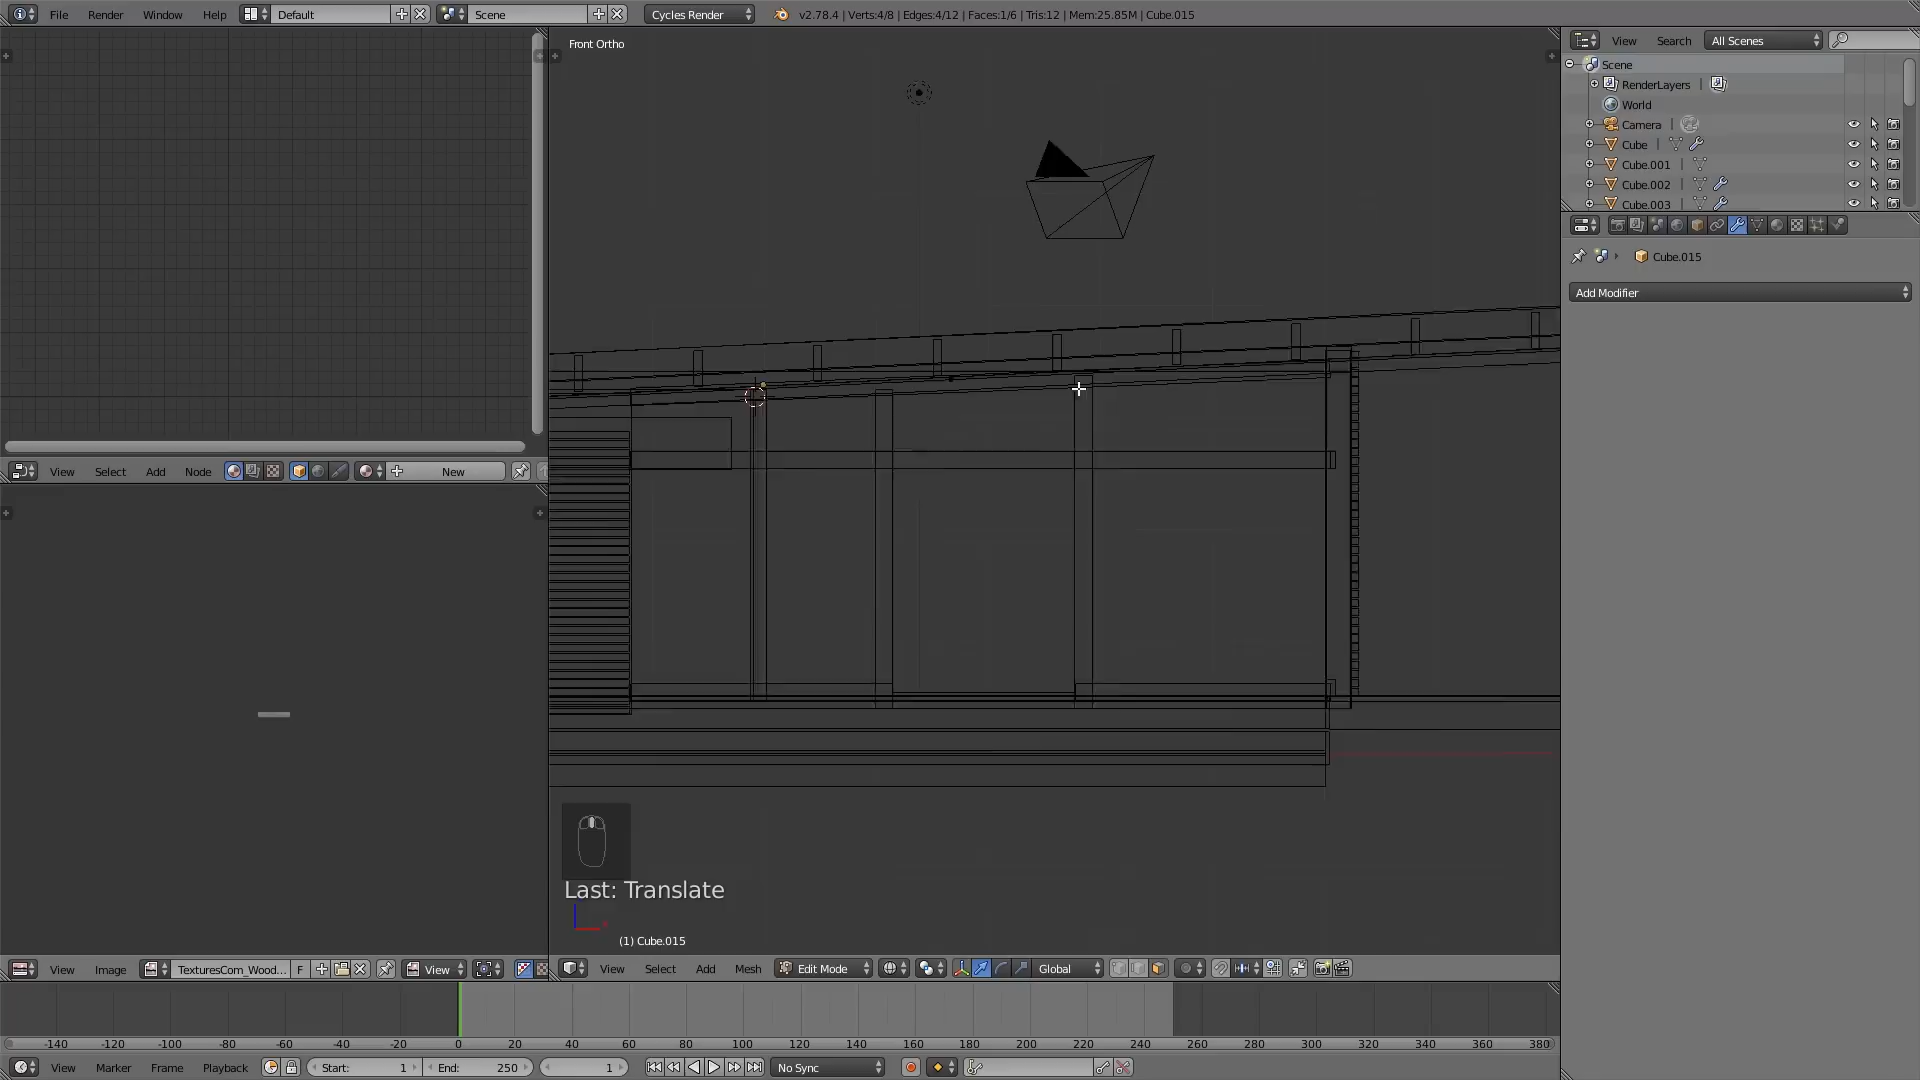 File Render Window Help Default Scene Cycles Render v2.78.4 | Verts:4/8 | Edges:4/12 | Faces:1/6 | Tris:12 | Mem:25.85M | Cube.015
Front Ortho
View Search All Scenes
Scene
RenderLayers
World
Camera
Cube
Cube.001
Cube.002
Cube.003
Cube.015
Add Modifier
View Select Add Node New
Last: Translate
(1) Cube.015
View Image TexturesCom_Wood... F View
View Select Add Mesh Edit Mode Global
-140 -120 -100 -80 -60 -40 -20 0 20 40 60 80 100 120 140 160 180 200 220 240 260 280 300 320 340 360 380
View Marker Frame Playback Start: 1 End: 250 1 No Sync